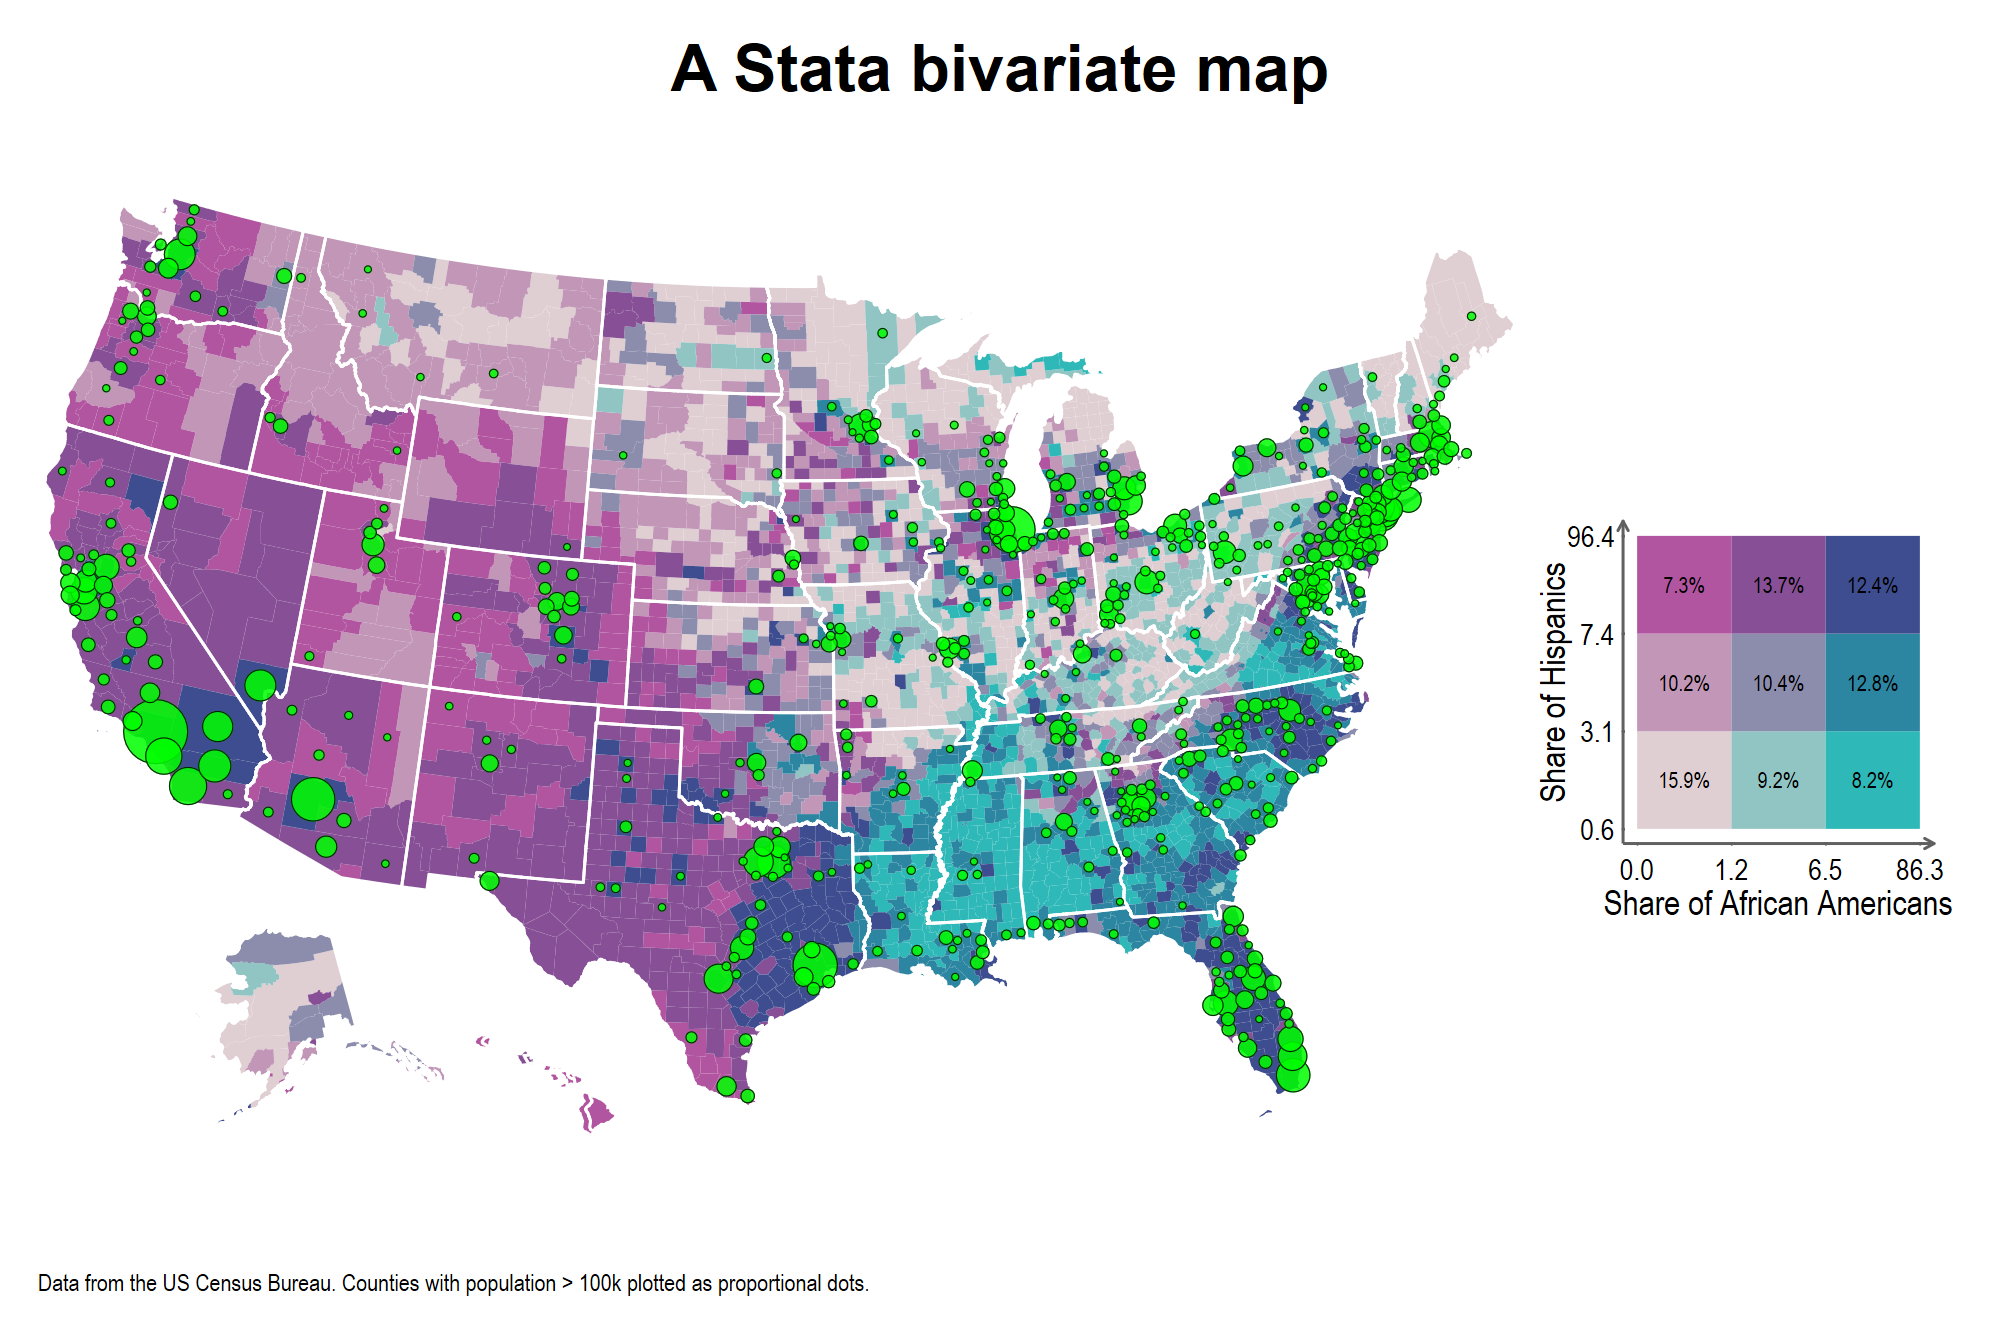 A Stata bivariate map
96.4
7.3% 13.7% 12.4%
7.4
Share of Hispanics
10.2% 10.4% 12.8%
3.1
15.9% 9.2% 8.2%
0.6
0.0 1.2 6.5 86.3
Share of African Americans
Data from the US Census Bureau. Counties with population > 100k plotted as proportional dots.